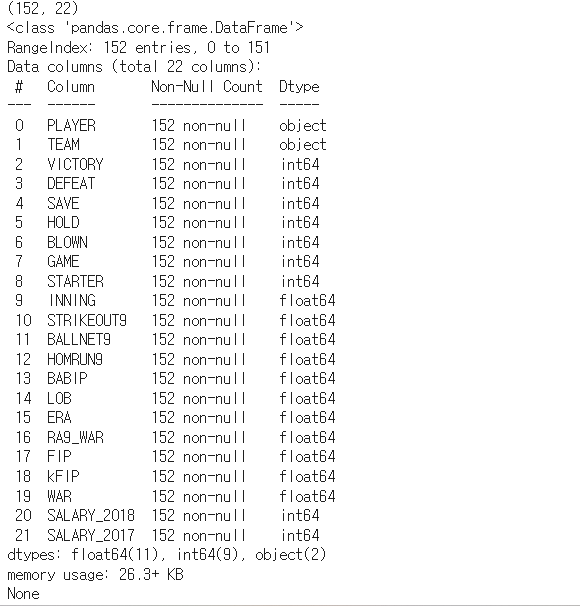 (152, 22)
<class 'pandas.core.frame.DataFrame'>
RangeIndex: 152 entries, 0 to 151
Data columns (total 22 columns):
 #   Column       Non-Null Count  Dtype
---  ------       --------------  -----
 0   PLAYER       152 non-null    object
 1   TEAM         152 non-null    object
 2   VICTORY      152 non-null    int64
 3   DEFEAT       152 non-null    int64
 4   SAVE         152 non-null    int64
 5   HOLD         152 non-null    int64
 6   BLOWN        152 non-null    int64
 7   GAME         152 non-null    int64
 8   STARTER      152 non-null    int64
 9   INNING       152 non-null    float64
 10  STRIKEOUT9   152 non-null    float64
 11  BALLNET9     152 non-null    float64
 12  HOMRUN9      152 non-null    float64
 13  BABIP        152 non-null    float64
 14  LOB          152 non-null    float64
 15  ERA          152 non-null    float64
 16  RA9_WAR      152 non-null    float64
 17  FIP          152 non-null    float64
 18  kFIP         152 non-null    float64
 19  WAR          152 non-null    float64
 20  SALARY_2018  152 non-null    int64
 21  SALARY_2017  152 non-null    int64
dtypes: float64(11), int64(9), object(2)
memory usage: 26.3+ KB
None